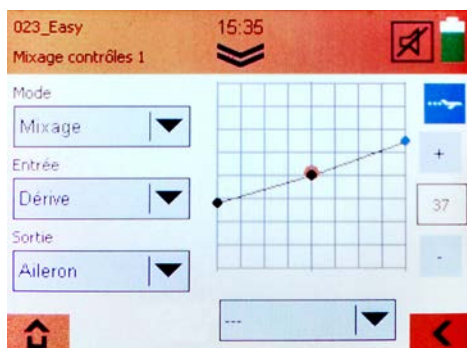 023_Easy
15:35
Mixage contrôles 1
Mode
Mixage
Entrée
Dérive
Sortie
Aileron
+
37
-
---